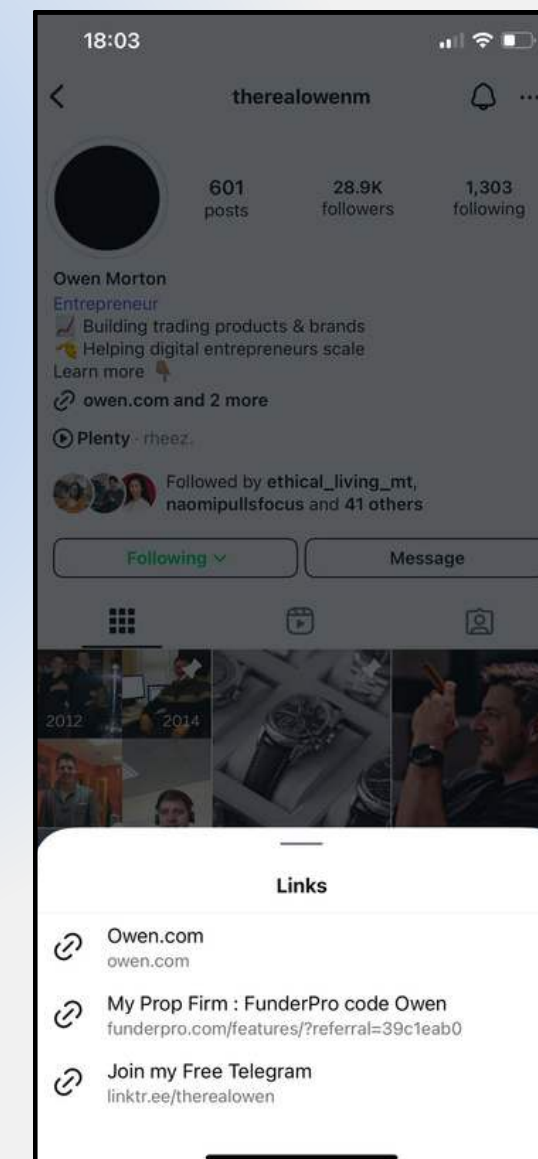 18:03
therealowenm
601 28.9K 1,303
posts followers following
Owen Morton
Entrepreneur
📈 Building trading products & brands
🫡 Helping digital entrepreneurs scale
Learn more 👇🏽
owen.com and 2 more
Plenty · rheez.
Followed by ethical_living_mt,
naomipullsfocus and 41 others
Following Message
2012 2014
Links
Owen.com
owen.com
My Prop Firm : FunderPro code Owen
funderpro.com/features/?referral=39c1eab0
Join my Free Telegram
linktr.ee/therealowen